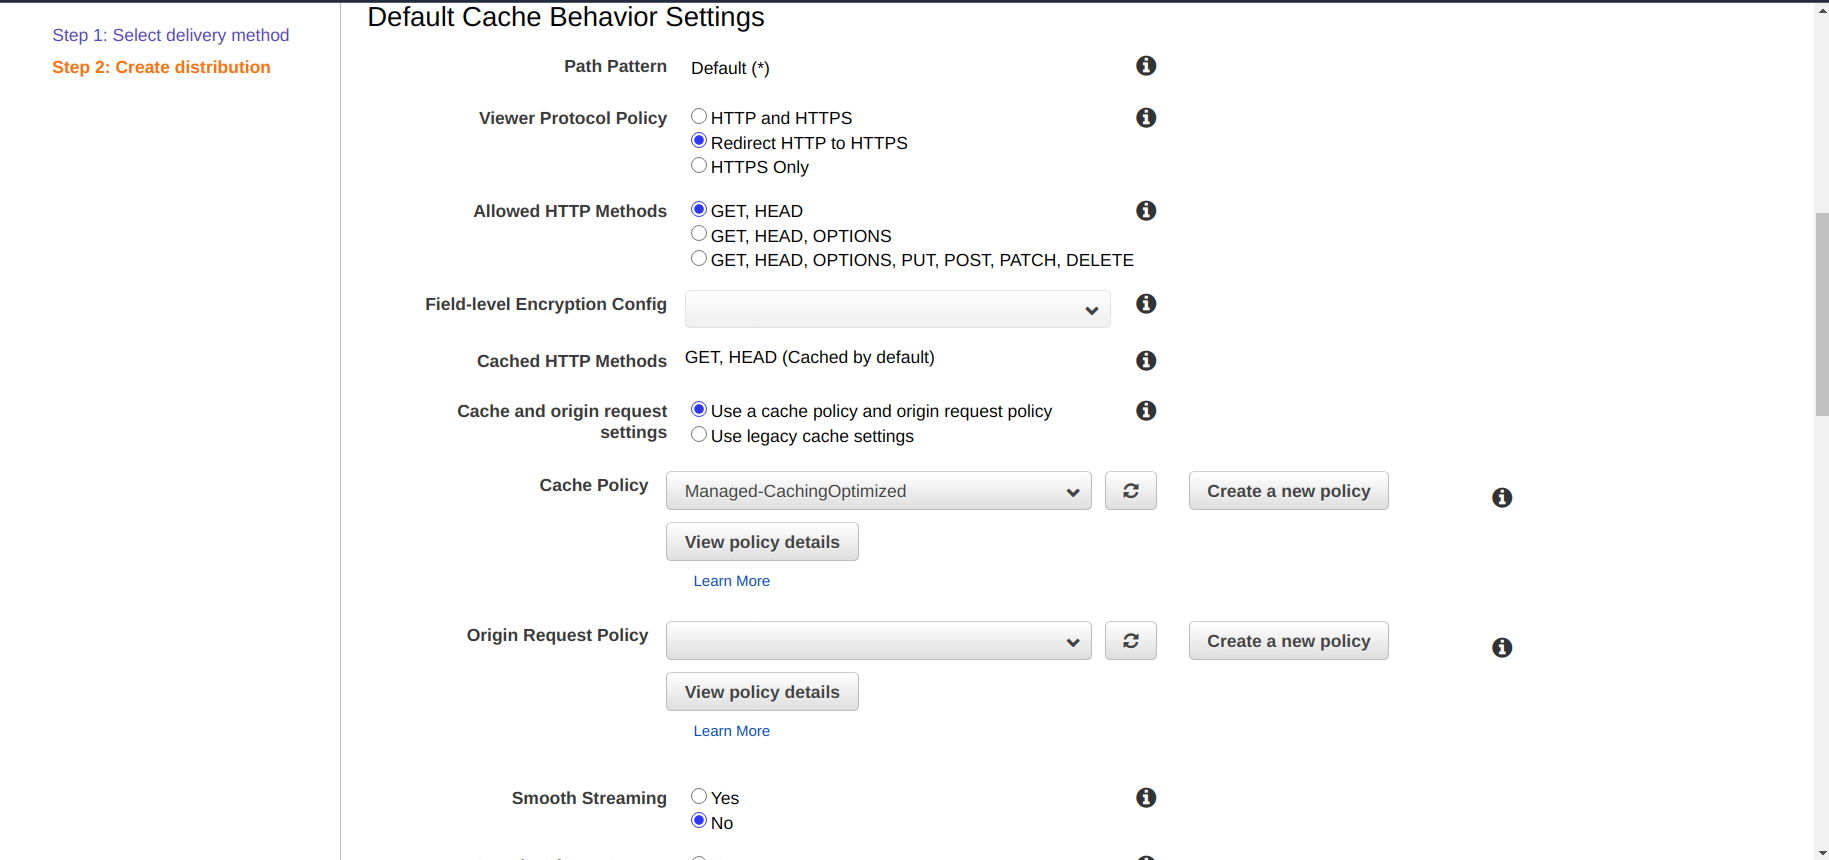 Default Cache Behavior Settings
Step 1: Select delivery method
Step 2: Create distribution
Path Pattern
Default (*)
Viewer Protocol Policy
HTTP and HTTPS
Redirect HTTP to HTTPS
HTTPS Only
Allowed HTTP Methods
GET, HEAD
GET, HEAD, OPTIONS
GET, HEAD, OPTIONS, PUT, POST, PATCH, DELETE
Field-level Encryption Config
Cached HTTP Methods
GET, HEAD (Cached by default)
Cache and origin request
settings
Use a cache policy and origin request policy
Use legacy cache settings
Cache Policy
Managed-CachingOptimized
Create a new policy
View policy details
Learn More
Origin Request Policy
Create a new policy
View policy details
Learn More
Smooth Streaming
Yes
No